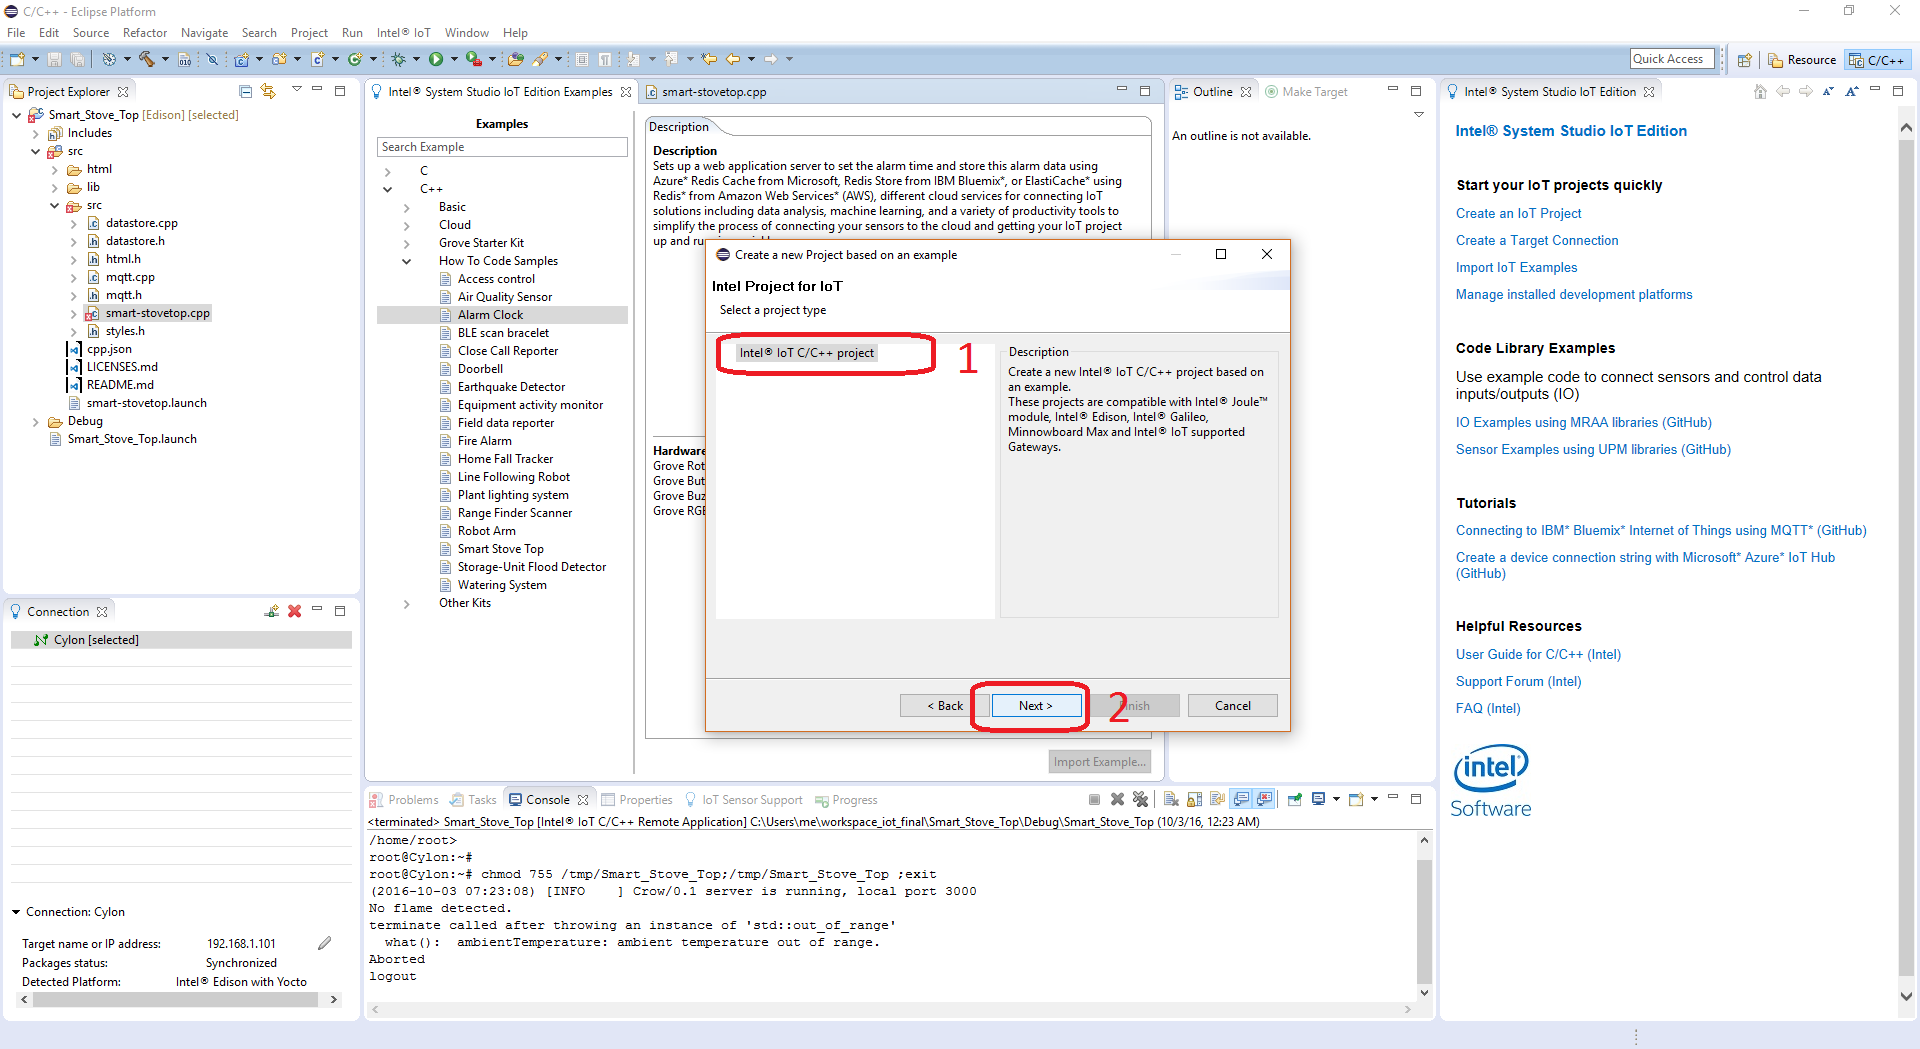 C/C++ - Eclipse Platform
File Edit Source Refactor Navigate Search Project Run Intel® IoT Window Help
Quick Access
Resource
C/C++
Project Explorer
Smart_Stove_Top [Edison] [selected]
Includes
src
html
lib
src
datastore.cpp
datastore.h
html.h
mqtt.cpp
mqtt.h
smart-stovetop.cpp
styles.h
cpp.json
LICENSES.md
README.md
smart-stovetop.launch
Debug
Smart_Stove_Top.launch
Connection
Cylon [selected]
Connection: Cylon
Target name or IP address: 192.168.1.101
Packages status: Synchronized
Detected Platform: Intel® Edison with Yocto
Intel® System Studio IoT Edition Examples
smart-stovetop.cpp
Examples
Search Example
C
C++
Basic
Cloud
Grove Starter Kit
How To Code Samples
Access control
Air Quality Sensor
Alarm Clock
BLE scan bracelet
Close Call Reporter
Doorbell
Earthquake Detector
Equipment activity monitor
Field data reporter
Fire Alarm
Home Fall Tracker
Line Following Robot
Plant lighting system
Range Finder Scanner
Robot Arm
Smart Stove Top
Storage-Unit Flood Detector
Watering System
Other Kits
Description
Description
Sets up a web application server to set the alarm time and store this alarm data using
Azure* Redis Cache from Microsoft, Redis Store from IBM Bluemix*, or ElastiCache* using
Redis* from Amazon Web Services* (AWS), different cloud services for connecting IoT
solutions including data analysis, machine learning, and a variety of productivity tools to
simplify the process of connecting your sensors to the cloud and getting your IoT project
up and
Hardware
Grove Rot
Grove But
Grove Buz
Grove RGB
Import Example...
Create a new Project based on an example
Intel Project for IoT
Select a project type
Intel® IoT C/C++ project
1
Description
Create a new Intel® IoT C/C++ project based on
an example.
These projects are compatible with Intel® Joule™
module, Intel® Edison, Intel® Galileo,
Minnowboard Max and Intel® IoT supported
Gateways.
< Back
Next >
2
Cancel
Outline
Make Target
An outline is not available.
Intel® System Studio IoT Edition
Intel® System Studio IoT Edition
Start your IoT projects quickly
Create an IoT Project
Create a Target Connection
Import IoT Examples
Manage installed development platforms
Code Library Examples
Use example code to connect sensors and control data
inputs/outputs (IO)
IO Examples using MRAA libraries (GitHub)
Sensor Examples using UPM libraries (GitHub)
Tutorials
Connecting to IBM* Bluemix* Internet of Things using MQTT* (GitHub)
Create a device connection string with Microsoft* Azure* IoT Hub
(GitHub)
Helpful Resources
User Guide for C/C++ (Intel)
Support Forum (Intel)
FAQ (Intel)
intel
Software
Problems Tasks Console Properties IoT Sensor Support Progress
<terminated> Smart_Stove_Top [Intel® IoT C/C++ Remote Application] C:\Users\me\workspace_iot_final\Smart_Stove_Top\Debug\Smart_Stove_Top (10/3/16, 12:23 AM)
/home/root>
root@Cylon:~#
root@Cylon:~# chmod 755 /tmp/Smart_Stove_Top;/tmp/Smart_Stove_Top ;exit
(2016-10-03 07:23:08) [INFO    ] Crow/0.1 server is running, local port 3000
No flame detected.
terminate called after throwing an instance of 'std::out_of_range'
  what():  ambientTemperature: ambient temperature out of range.
Aborted
logout